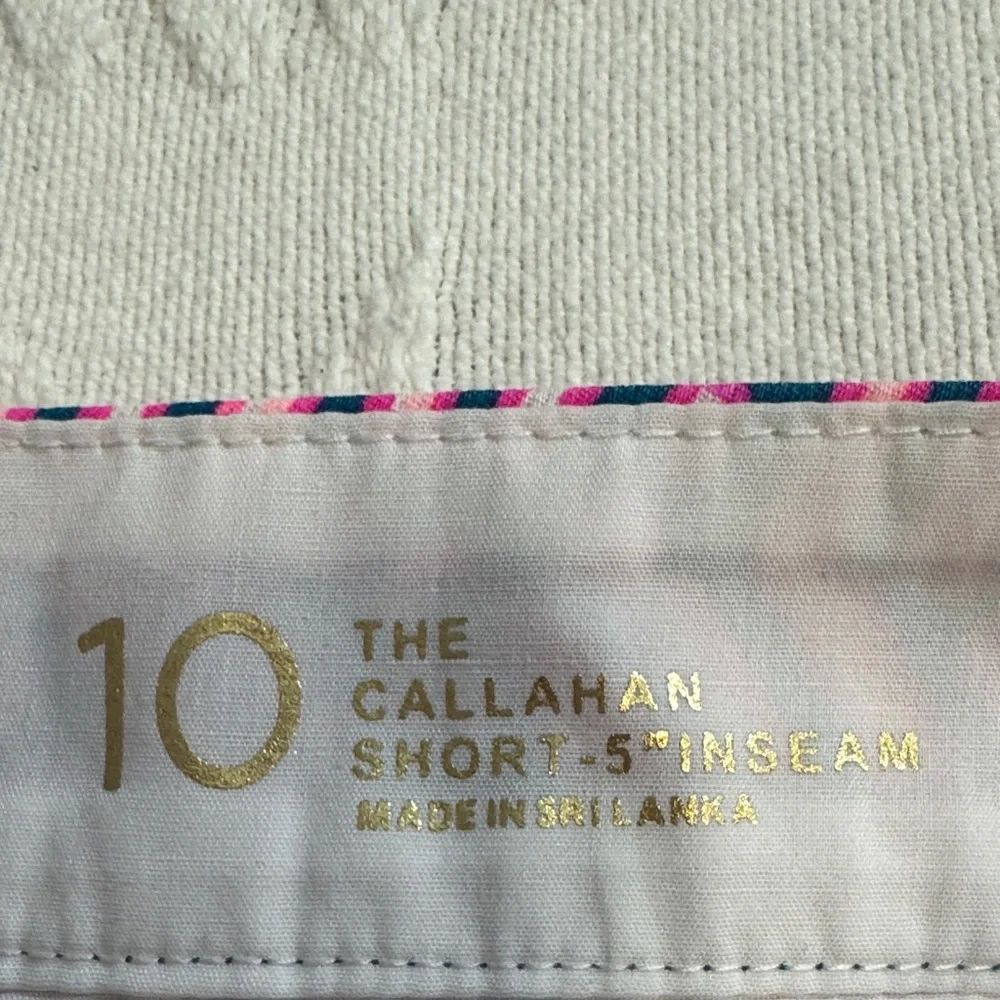 10
THE
CALLAHAN
SHORT-5" INSEAM
MADE IN SRI LANKA